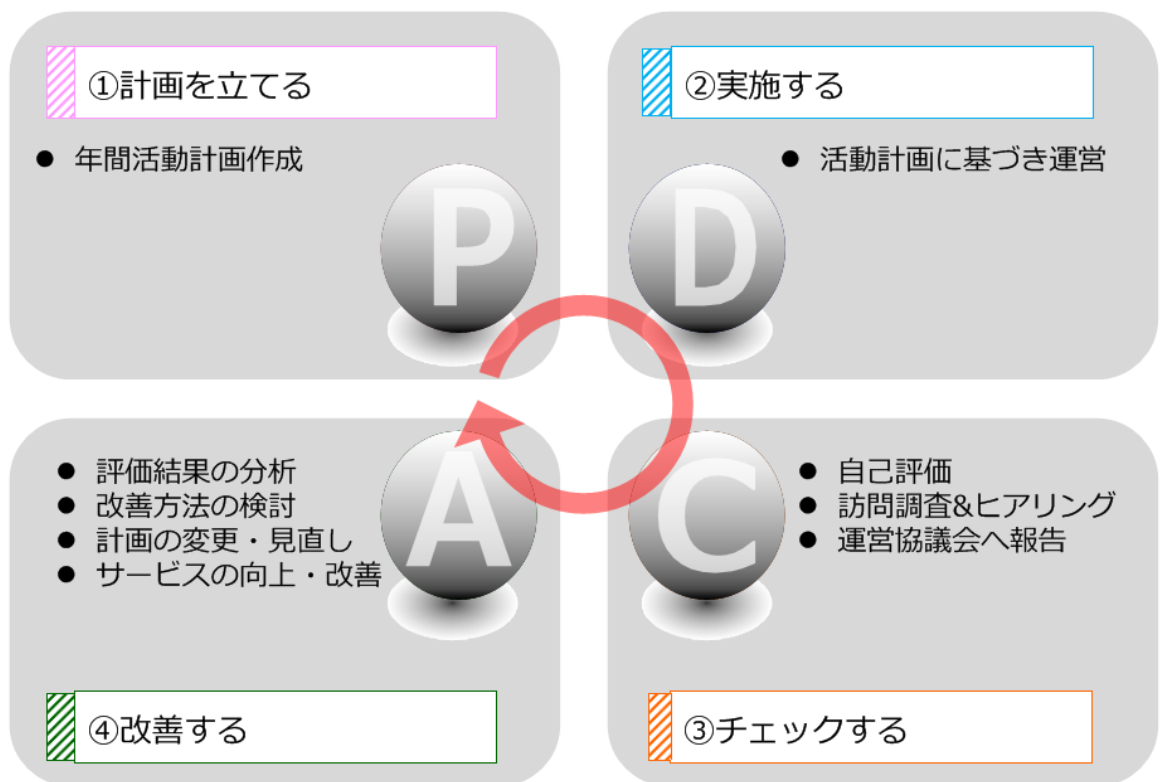 ①計画を立てる
● 年間活動計画作成
P
②実施する
● 活動計画に基づき運営
D
● 評価結果の分析
● 改善方法の検討
● 計画の変更・見直し
● サービスの向上・改善
A
④改善する
● 自己評価
● 訪問調査&ヒアリング
● 運営協議会へ報告
C
③チェックする